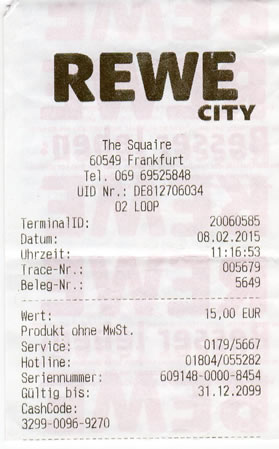 REWE
CITY
The Squaire
60549 Frankfurt
Tel. 069 69525848
UID Nr.: DE812706034
O2 LOOP
TerminalID: 20060585
Datum: 08.02.2015
Uhrzeit: 11:16:53
Trace-Nr.: 005679
Beleg-Nr.: 5649
Wert: 15,00 EUR
Produkt ohne MwSt.
Service: 0179/5667
Hotline: 01804/055282
Seriennummer: 609148-0000-8454
Gültig bis: 31.12.2099
CashCode:
3299-0096-9270